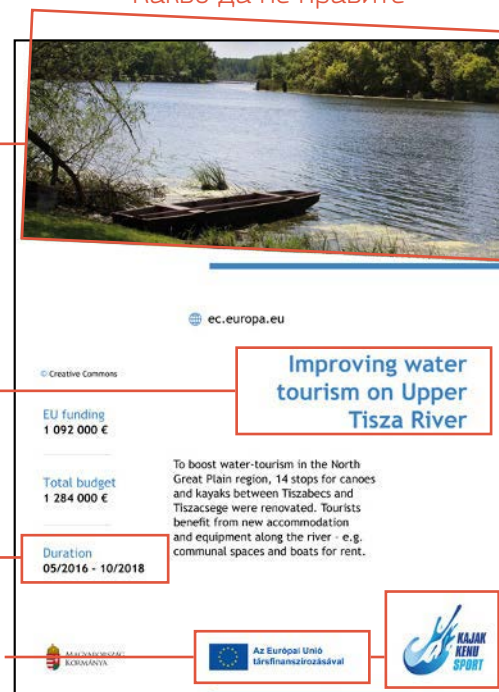 Какво да не правите
ec.europa.eu
© Creative Commons
Improving water
tourism on Upper
Tisza River
EU funding
1 092 000 €
Total budget
1 284 000 €
Duration
05/2016 - 10/2018
To boost water-tourism in the North
Great Plain region, 14 stops for canoes
and kayaks between Tiszabecs and
Tiszacsege were renovated. Tourists
benefit from new accommodation
and equipment along the river - e.g.
communal spaces and boats for rent.
MAGYARORSZÁG
KORMÁNYA
Az Európai Unió
társfinanszírozásával
KAJAK
KENU
SPORT